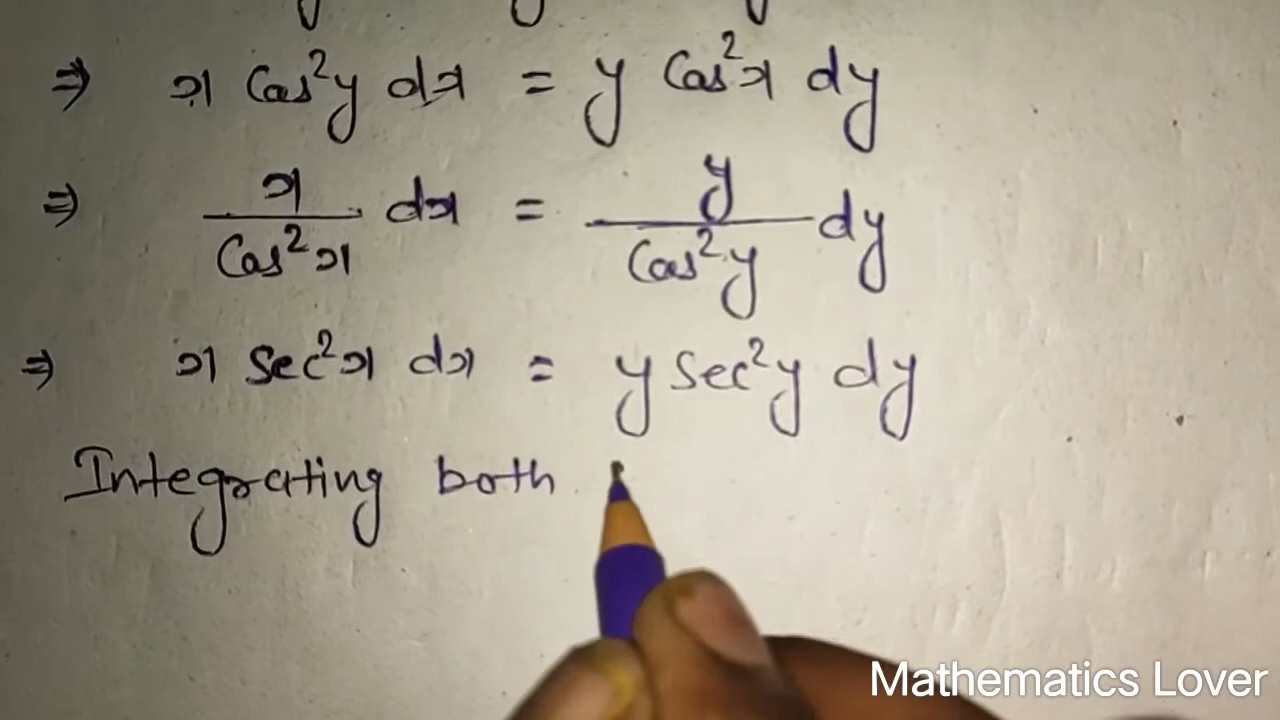 ⇒ x Cos²y dx = y Cos²x dy
⇒ x/Cos²x dx = y/Cos²y dy
⇒ x Sec²x dx = y Sec²y dy
Integrating both
Mathematics Lover